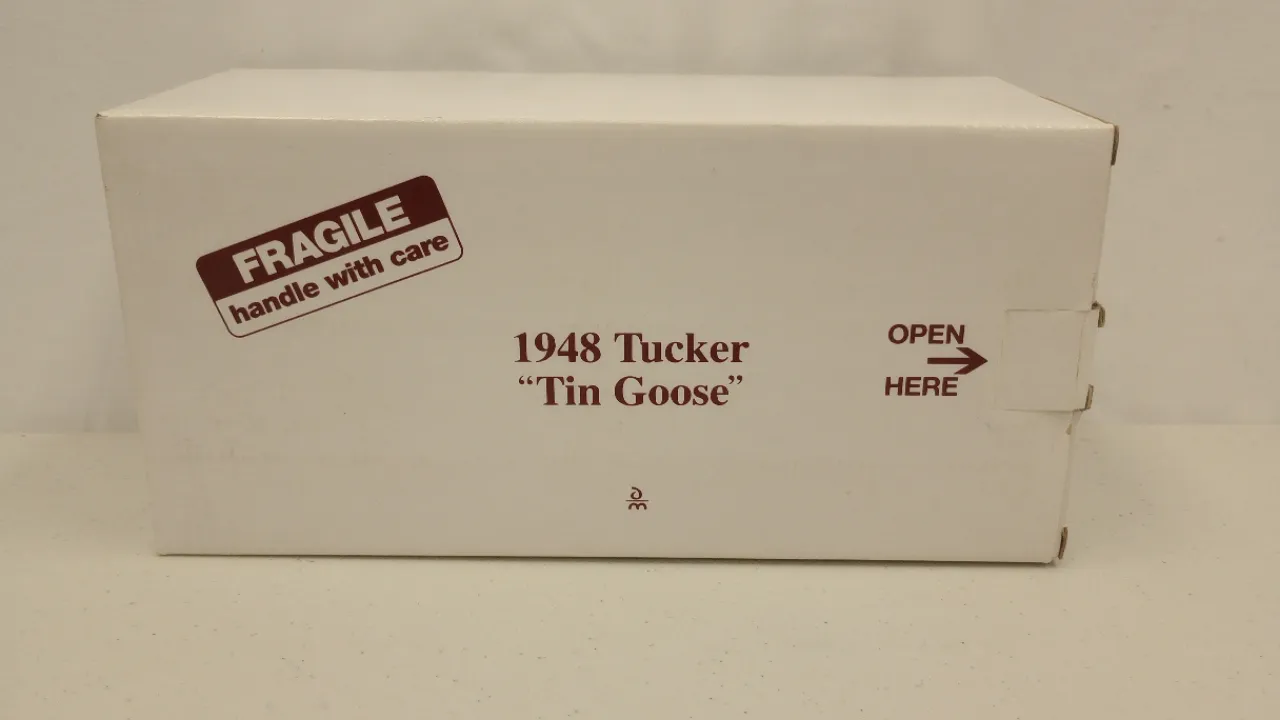 FRAGILE
handle with care
1948 Tucker
“Tin Goose”
OPEN
HERE